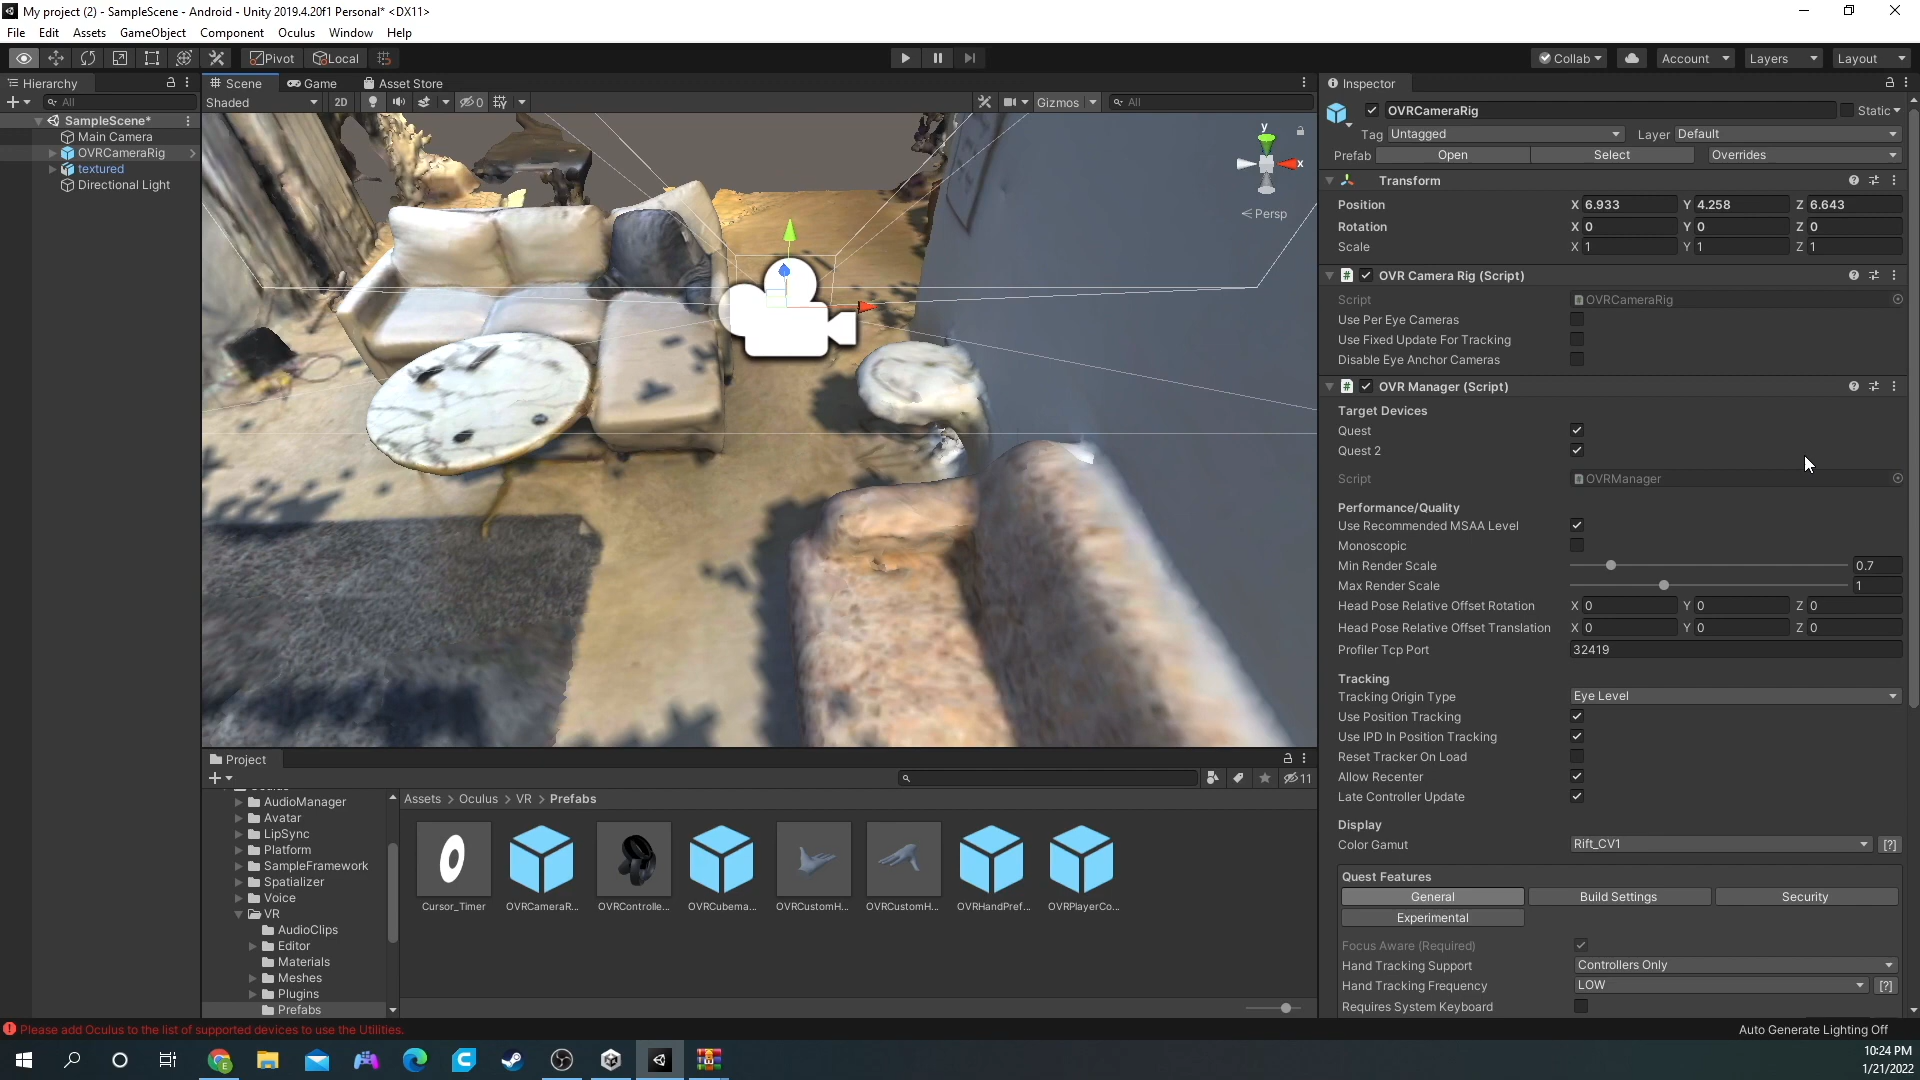 My project (2) - SampleScene - Android - Unity 2019.4.20f1 Personal* <DX11>
File Edit Assets GameObject Component Oculus Window Help
Pivot Local Collab Account Layers Layout
Hierarchy Scene Game Asset Store Inspector
All Shaded 2D 0 Gizmos All
SampleScene*
Main Camera
OVRCameraRig
textured
Directional Light
y
x
Persp
OVRCameraRig Static
Tag Untagged Layer Default
Prefab Open Select Overrides
Transform
Position X 6.933 Y 4.258 Z 6.643
Rotation X 0 Y 0 Z 0
Scale X 1 Y 1 Z 1
OVR Camera Rig (Script)
Script OVRCameraRig
Use Per Eye Cameras
Use Fixed Update For Tracking
Disable Eye Anchor Cameras
OVR Manager (Script)
Target Devices
Quest
Quest 2
Script OVRManager
Performance/Quality
Use Recommended MSAA Level
Monoscopic
Min Render Scale 0.7
Max Render Scale 1
Head Pose Relative Offset Rotation X 0 Y 0 Z 0
Head Pose Relative Offset Translation X 0 Y 0 Z 0
Profiler Tcp Port 32419
Tracking
Tracking Origin Type Eye Level
Use Position Tracking
Use IPD In Position Tracking
Reset Tracker On Load
Allow Recenter
Late Controller Update
Display
Color Gamut Rift_CV1 [?]
Quest Features
General Build Settings Security
Experimental
Focus Aware (Required)
Hand Tracking Support Controllers Only
Hand Tracking Frequency LOW [?]
Requires System Keyboard
Project
11
AudioManager
Avatar
LipSync
Platform
SampleFramework
Spatializer
Voice
VR
AudioClips
Editor
Materials
Meshes
Plugins
Prefabs
Assets > Oculus > VR > Prefabs
Cursor_Timer OVRCameraR... OVRControlle... OVRCubema... OVRCustomH... OVRCustomH... OVRHandPref... OVRPlayerCo...
Please add Oculus to the list of supported devices to use the Utilities.
Auto Generate Lighting Off
10:24 PM
1/21/2022